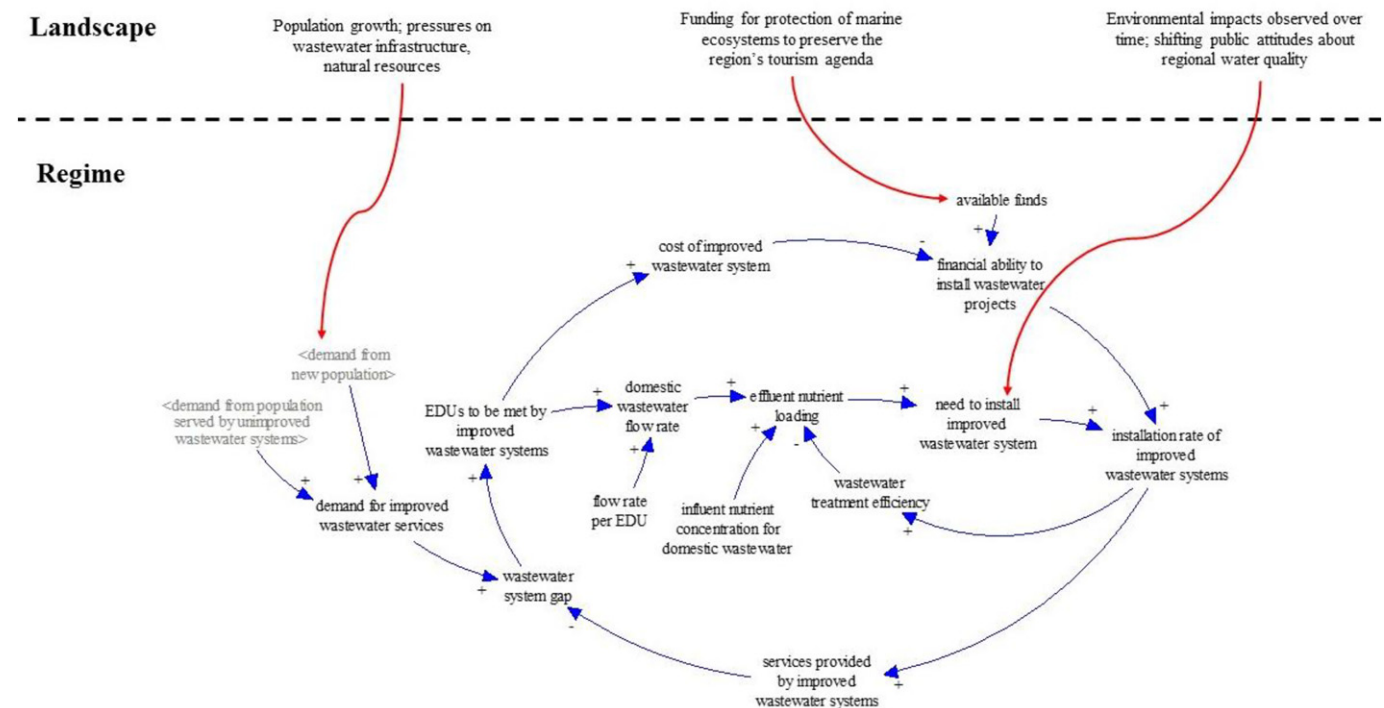 Landscape
Population growth; pressures on
wastewater infrastructure,
natural resources
Funding for protection of marine
ecosystems to preserve the
region's tourism agenda
Environmental impacts observed over
time; shifting public attitudes about
regional water quality
Regime
available funds
+
cost of improved
wastewater system
+
-
financial ability to
install wastewater
projects
<demand from
new population>
<demand from population
served by unimproved
wastewater systems>
EDUs to be met by
improved
wastewater systems
+
+
domestic
wastewater
flow rate
+
+
effluent nutrient
loading
+
-
+
need to install
improved
wastewater system
+
+
installation rate of
improved
wastewater systems
+
+
demand for improved
wastewater services
flow rate
per EDU
influent nutrient
concentration for
domestic wastewater
wastewater
treatment efficiency
+
wastewater
system gap
+
-
services provided
by improved
wastewater systems
+